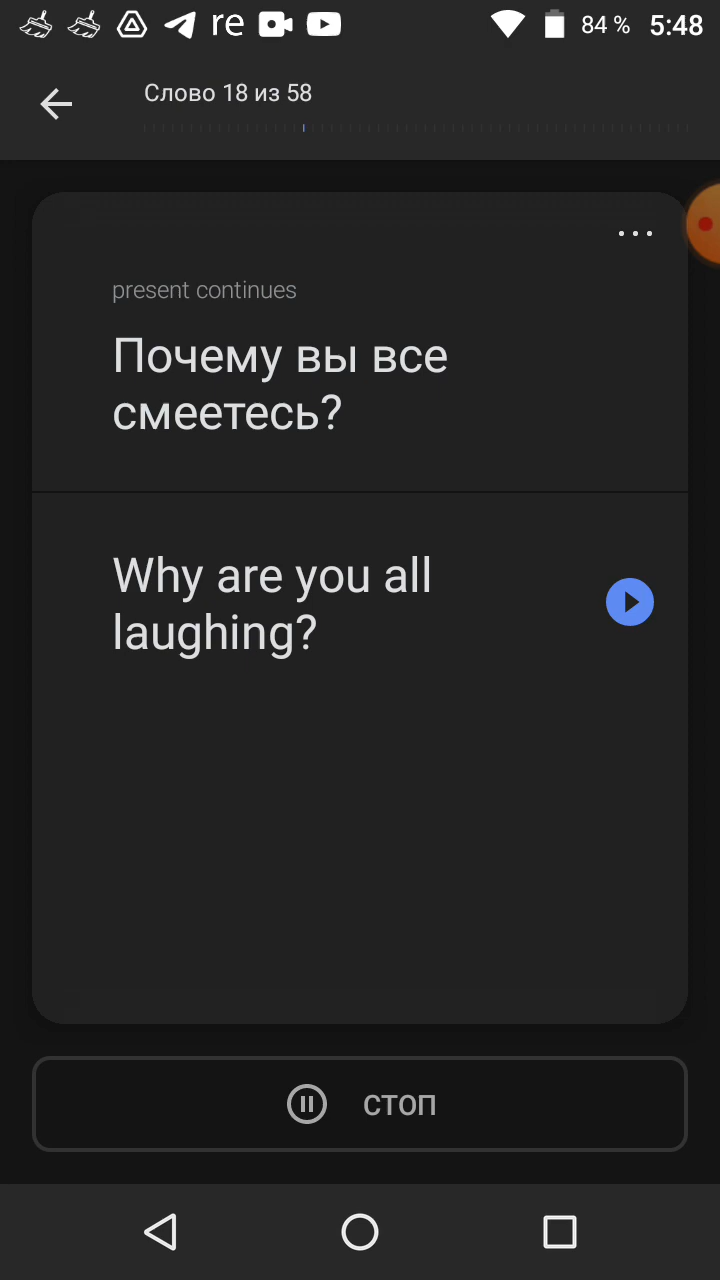 re 84 % 5:48
Слово 18 из 58
present continues
Почему вы все
смеетесь?
Why are you all
laughing?
СТОП